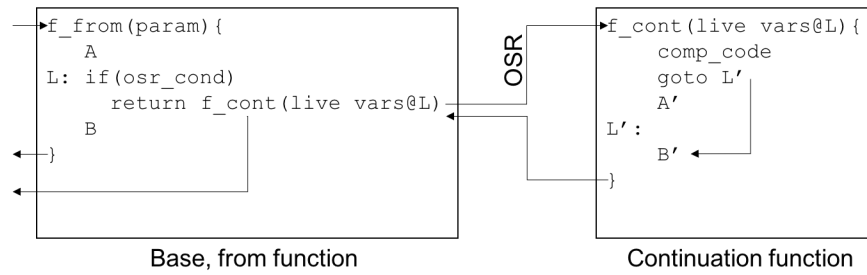 f_from(param){
A
L: if(osr_cond)
return f_cont(live vars@L)
B
}
Base, from function
OSR
f_cont(live vars@L){
comp_code
goto L'
A'
L':
B'
}
Continuation function